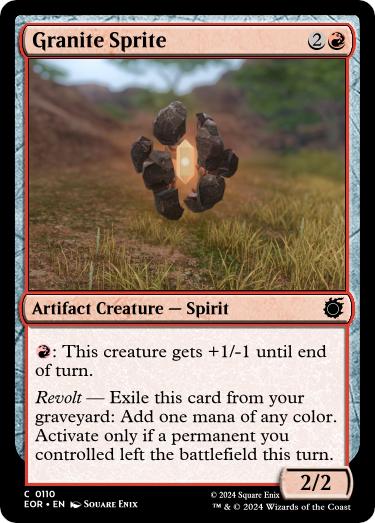 Granite Sprite 2
Artifact Creature — Spirit
: This creature gets +1/-1 until end
of turn.
Revolt — Exile this card from your
graveyard: Add one mana of any color.
Activate only if a permanent you
controlled left the battlefield this turn.
2/2
C 0110
EOR • EN Square Enix
© 2024 Square Enix
™ & © 2024 Wizards of the Coast